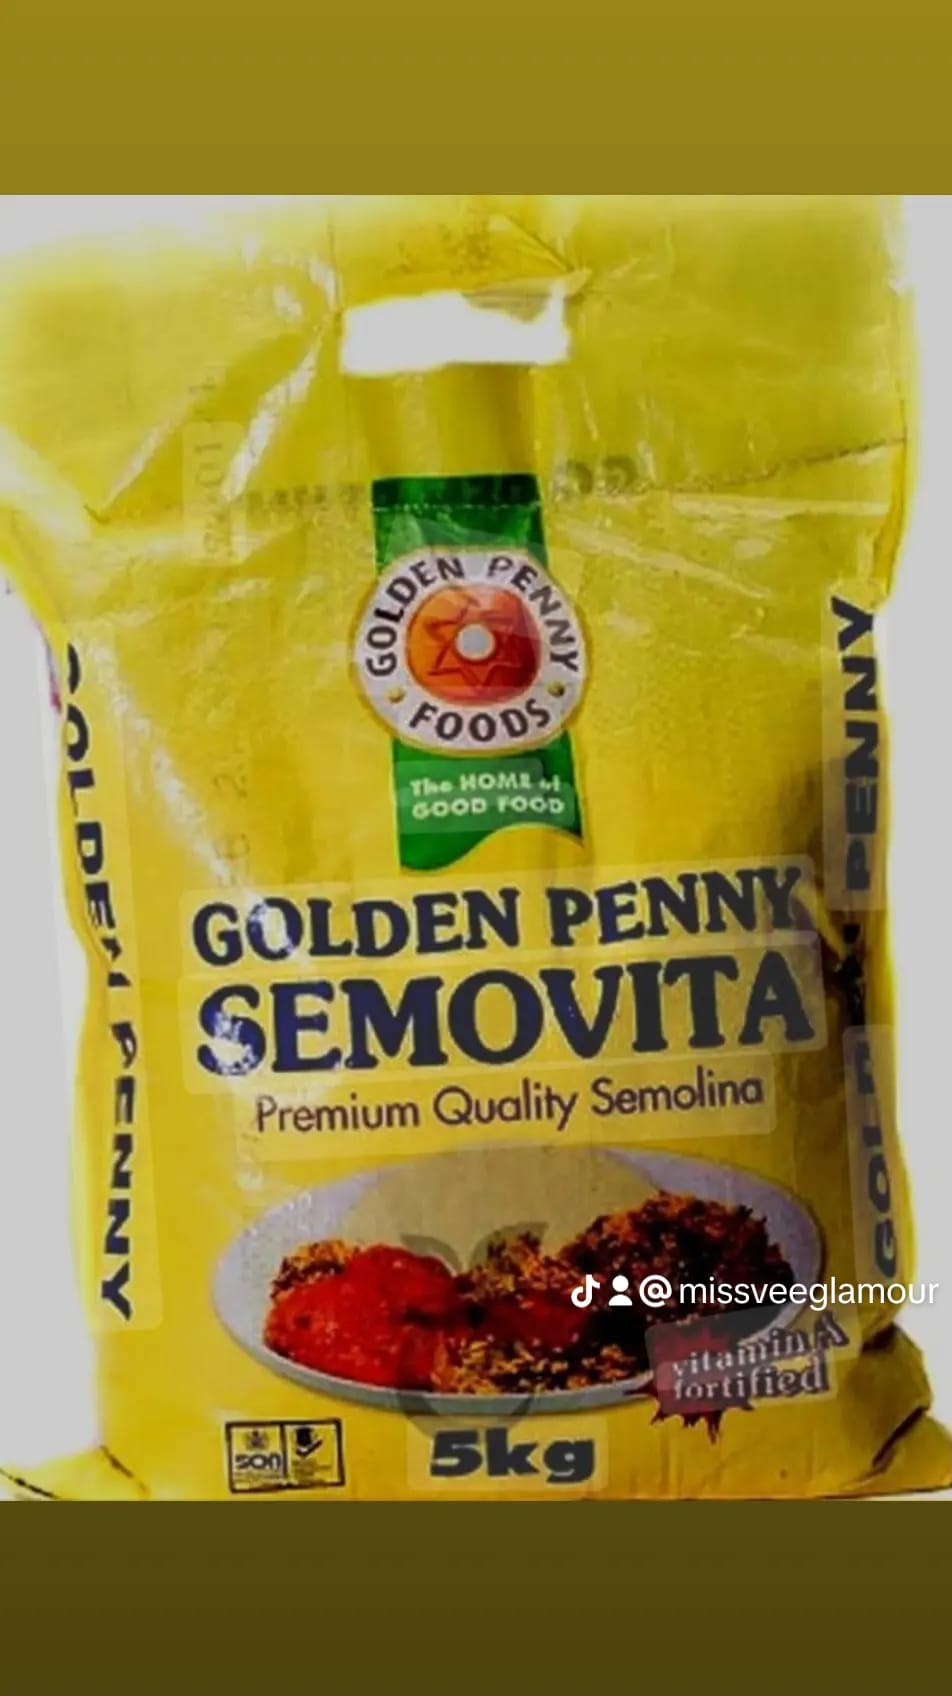 GOLDEN PENNY
FOODS
The HOME of
GOOD FOOD
GOLDEN PENNY
SEMOVITA
Premium Quality Semolina
GOLDEN PENNY
GOLD PENNY
@missveeglamour
vitamin A
fortified
son
5kg